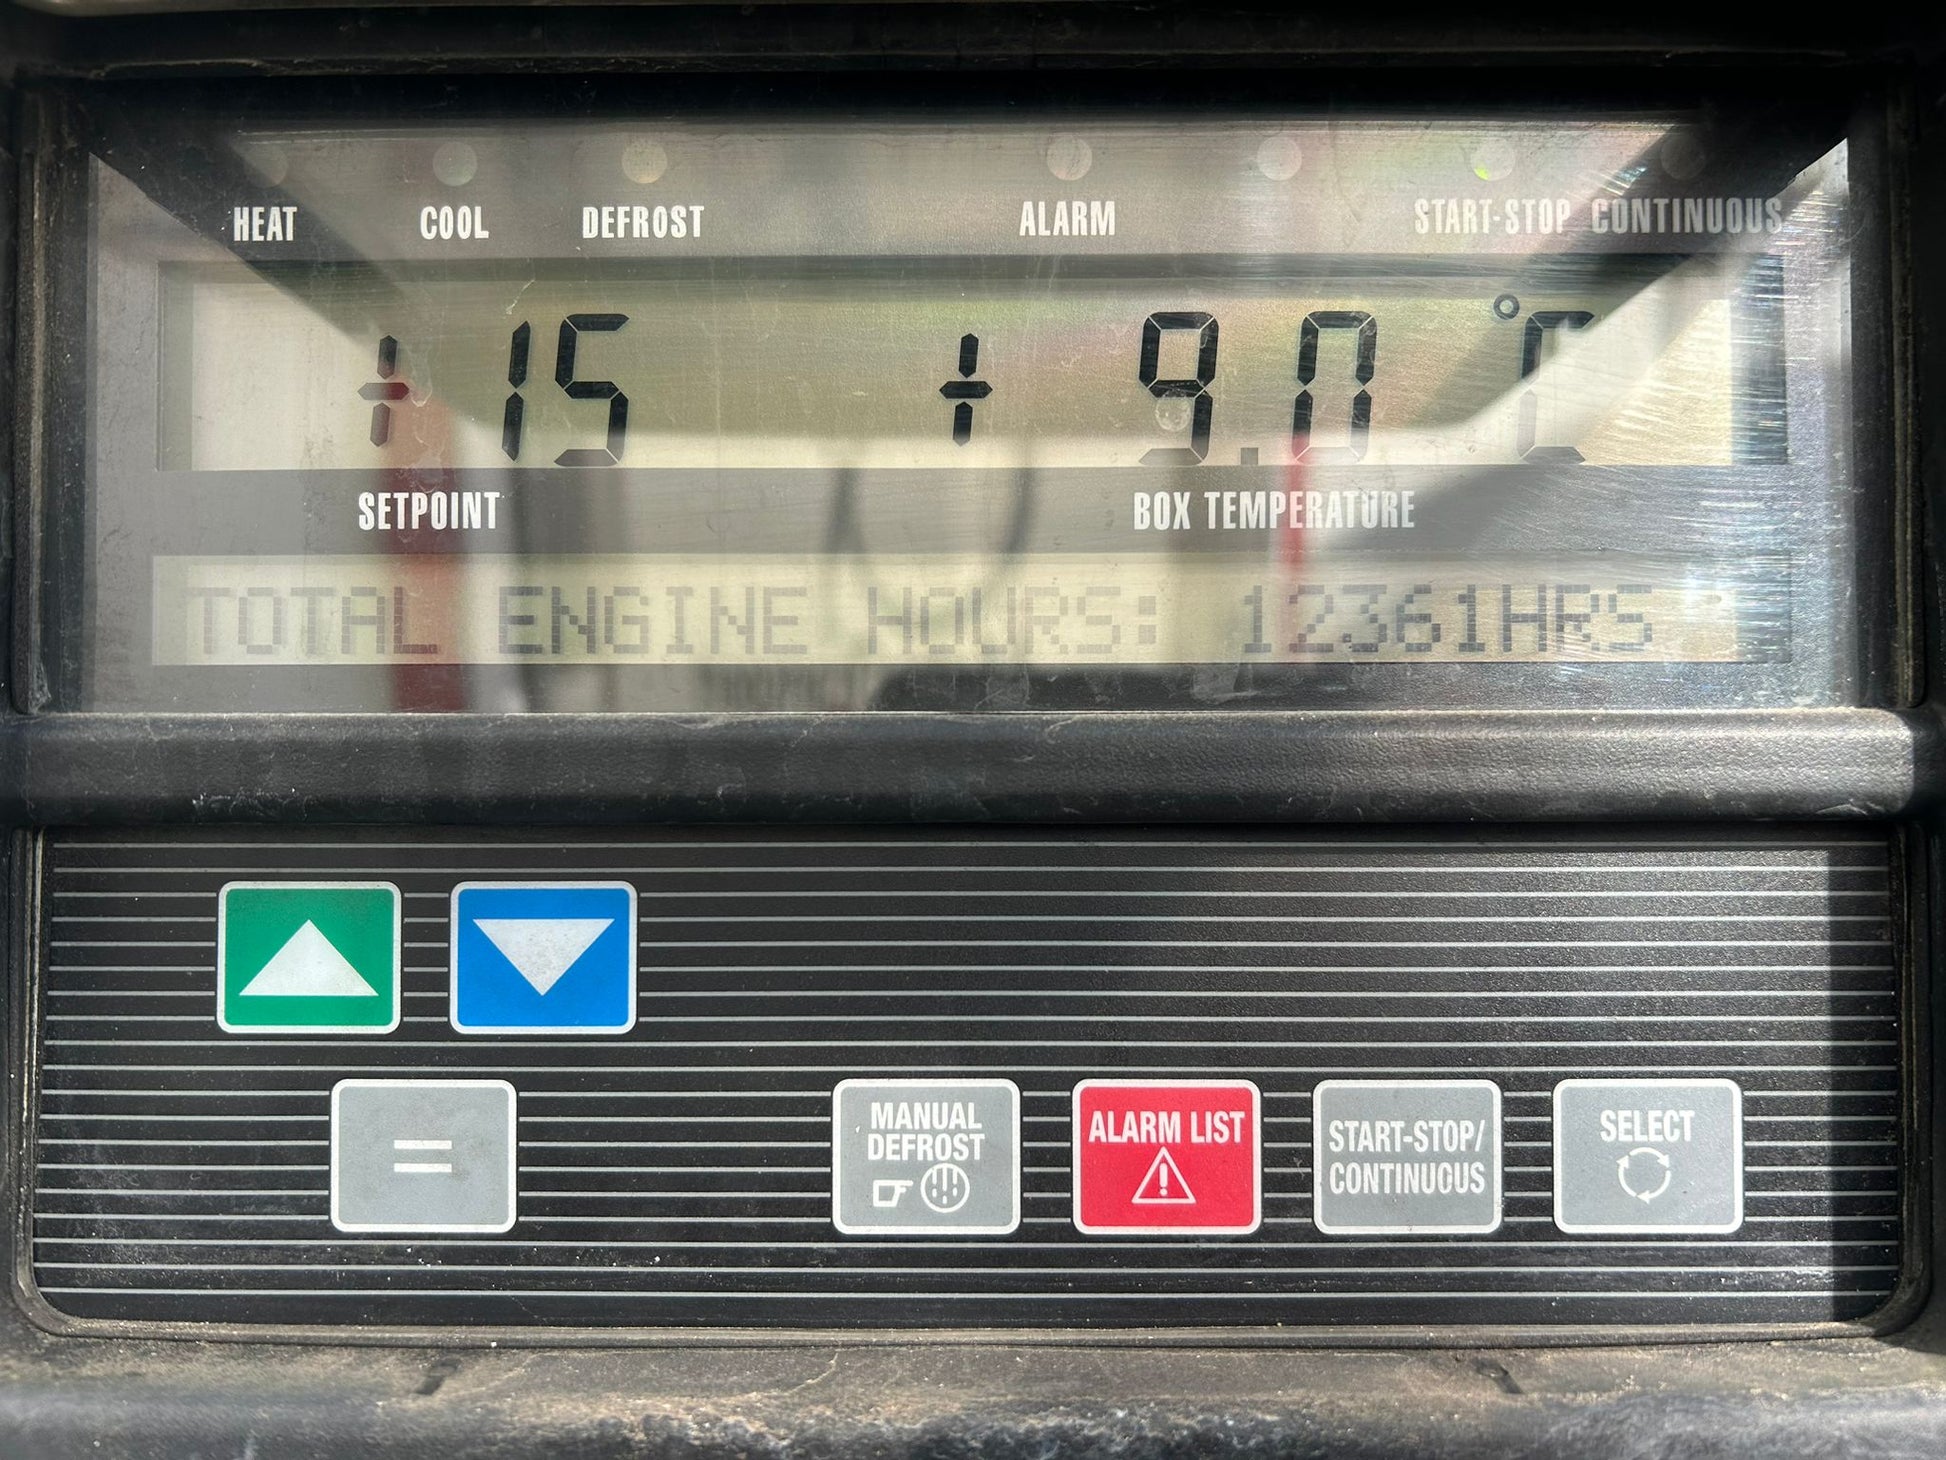 HEAT COOL DEFROST ALARM START-STOP CONTINUOUS
+ 15 + 9.0 °C
SETPOINT BOX TEMPERATURE
TOTAL ENGINE HOURS: 12361HRS
=
MANUAL
DEFROST
ALARM LIST
!
START-STOP/
CONTINUOUS
SELECT